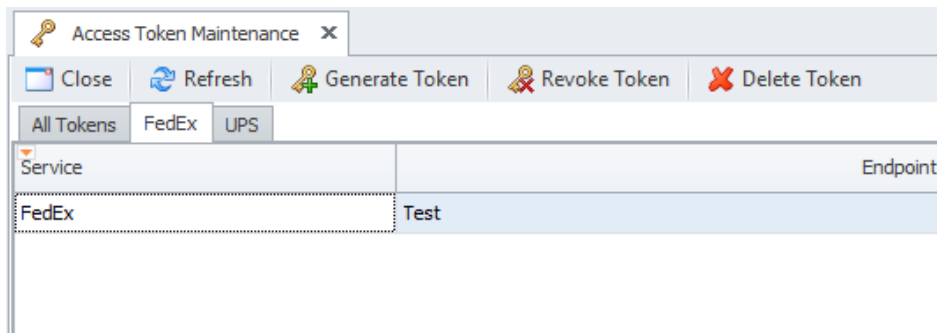 Access Token Maintenance
Close Refresh Generate Token Revoke Token Delete Token
All Tokens FedEx UPS
Service Endpoint
FedEx Test